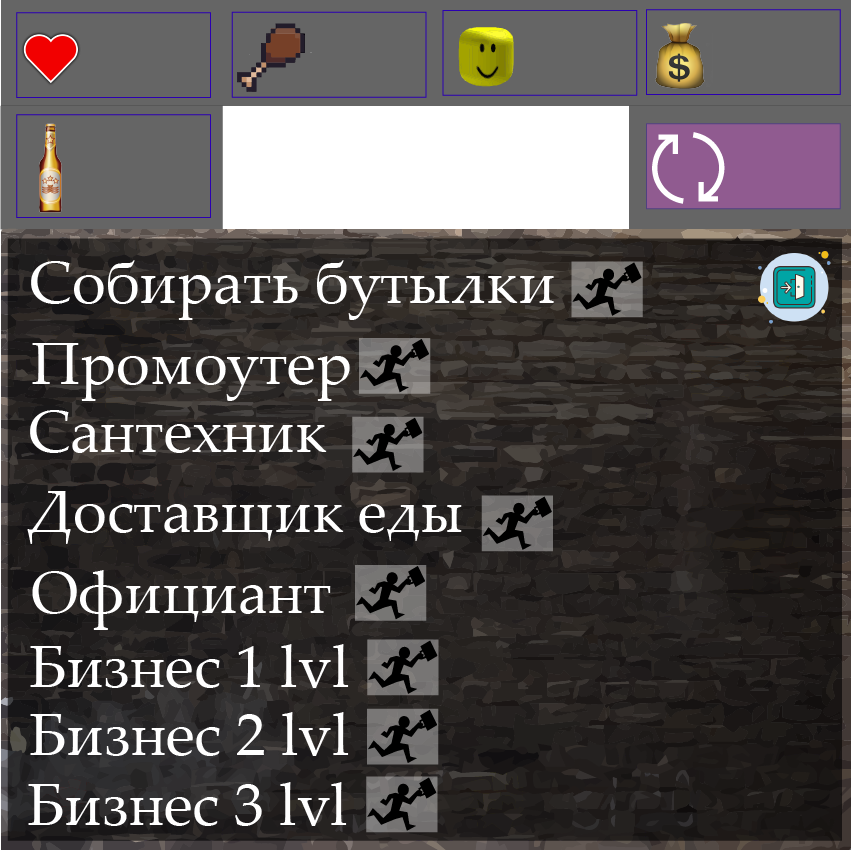 $
Собирать бутылки
Промоутер
Сантехник
Доставщик еды
Официант
Бизнес 1 lvl
Бизнес 2 lvl
Бизнес 3 lvl